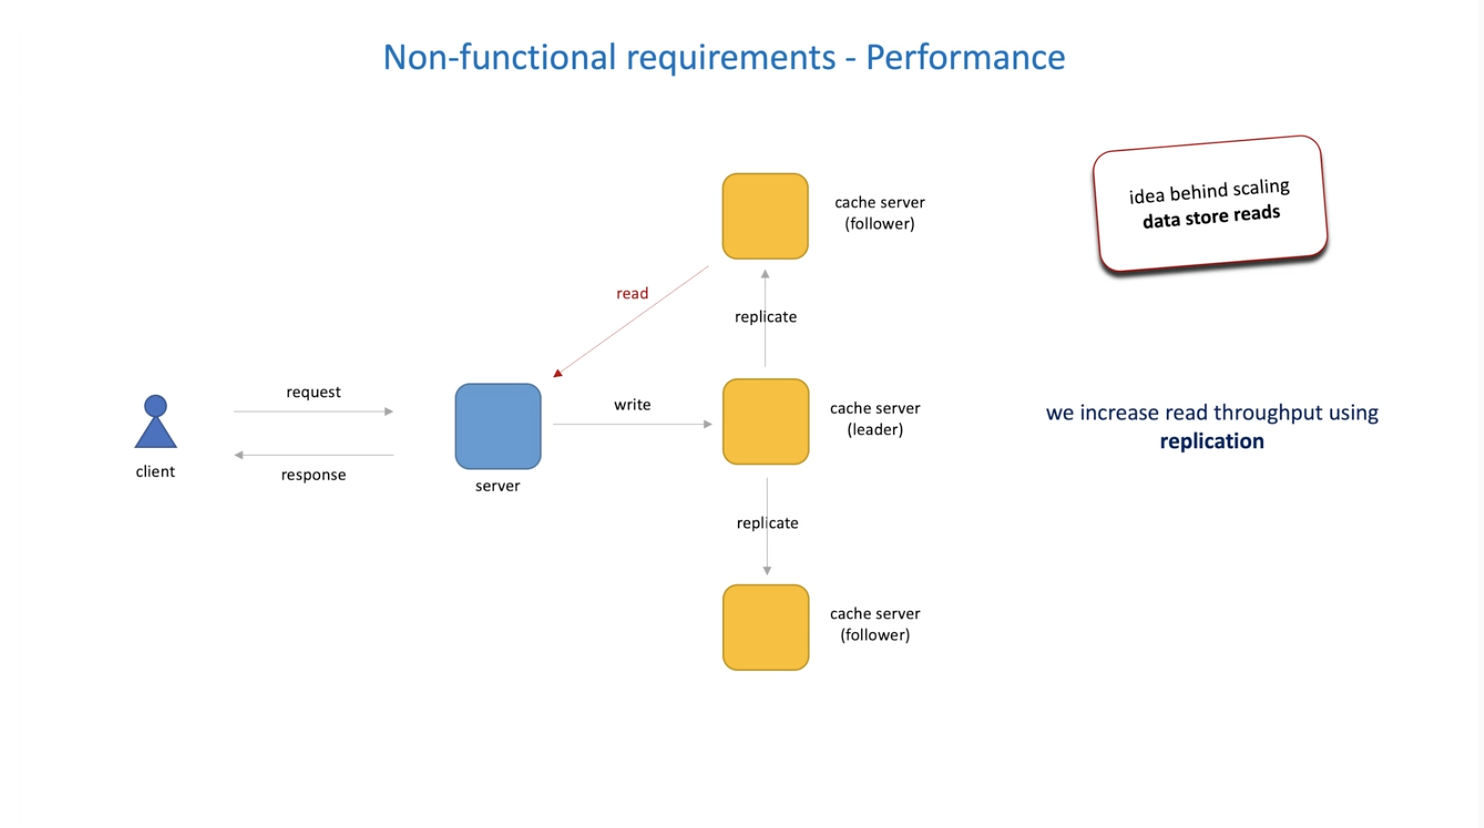 Non-functional requirements - Performance
idea behind scaling
data store reads
cache server
(follower)
read
replicate
request
write
cache server
(leader)
we increase read throughput using
replication
client
response
server
replicate
cache server
(follower)